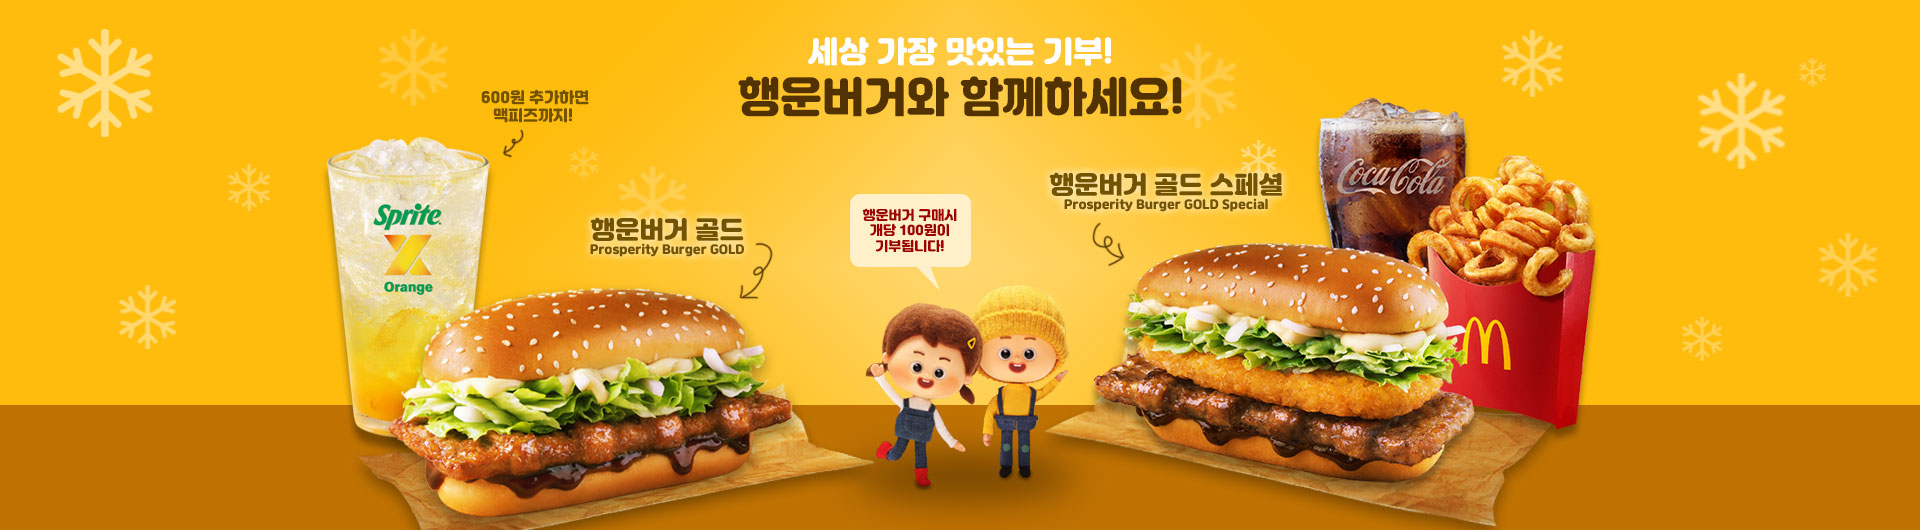 세상 가장 맛있는 기부!
행운버거와 함께하세요!
600원 추가하면
맥피즈까지!
Sprite
X
Orange
행운버거 골드
Prosperity Burger GOLD
행운버거 구매시
개당 100원이
기부됩니다!
행운버거 골드 스페셜
Prosperity Burger GOLD Special
Coca-Cola
M